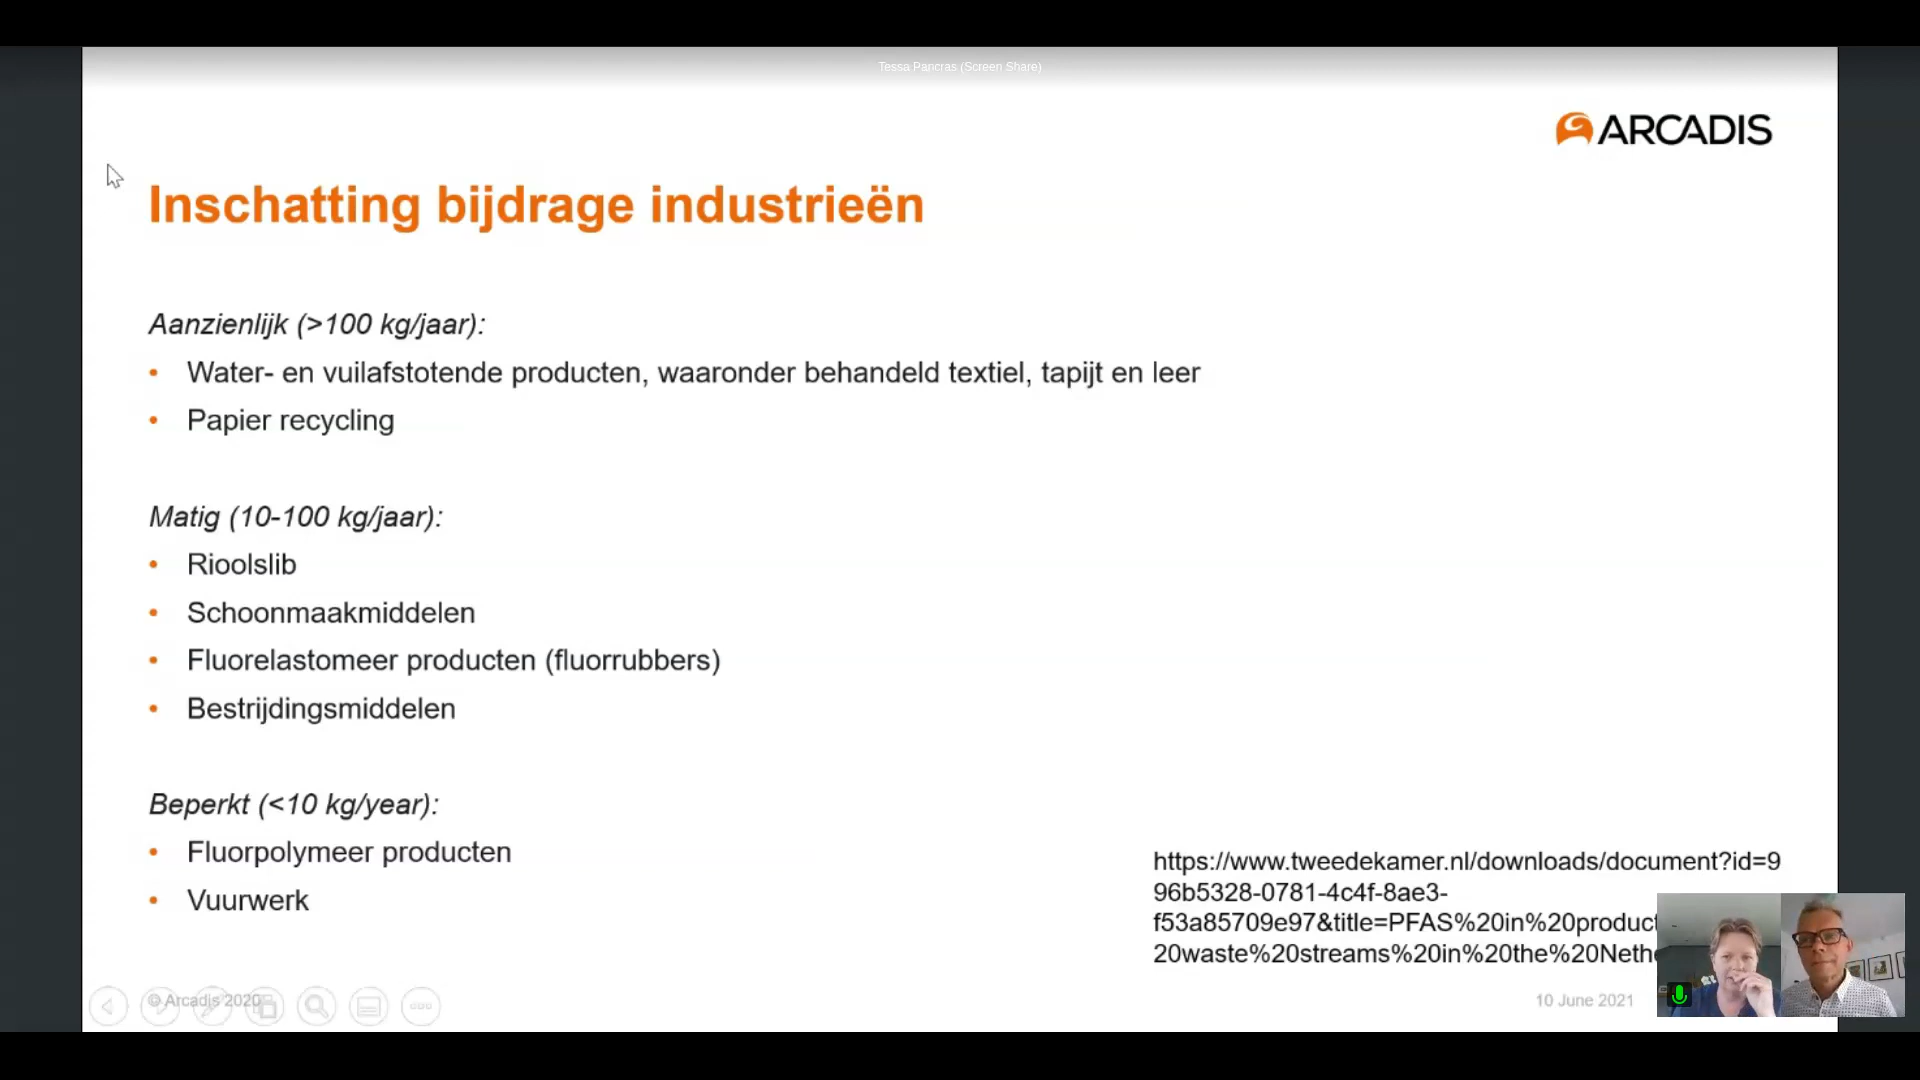 Tessa Pancras (Screen Share)
ARCADIS
Inschatting bijdrage industrieën
Aanzienlijk (>100 kg/jaar):
• Water- en vuilafstotende producten, waaronder behandeld textiel, tapijt en leer
• Papier recycling
Matig (10-100 kg/jaar):
• Rioolslib
• Schoonmaakmiddelen
• Fluorelastomeer producten (fluorrubbers)
• Bestrijdingsmiddelen
Beperkt (<10 kg/year):
• Fluorpolymeer producten
• Vuurwerk
https://www.tweedekamer.nl/downloads/document?id=9
96b5328-0781-4c4f-8ae3-
f53a85709e97&title=PFAS%20in%20product
20waste%20streams%20in%20the%20Nethe
© Arcadis 2020
10 June 2021